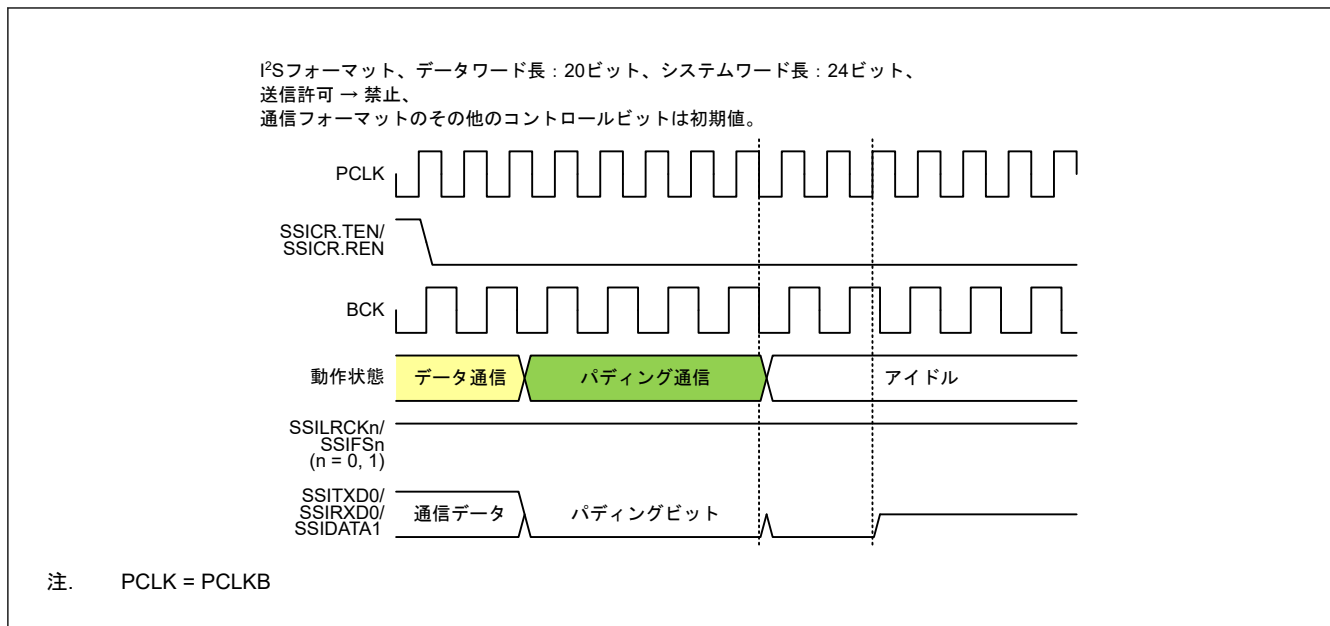 I²Sフォーマット、データワード長：20ビット、システムワード長：24ビット、
送信許可 → 禁止、
通信フォーマットのその他のコントロールビットは初期値。
PCLK
SSICR.TEN/
SSICR.REN
BCK
動作状態
データ通信
パディング通信
アイドル
SSILRCKn/
SSIFSn
(n = 0, 1)
SSITXD0/
SSIRXD0/
SSIDATA1
通信データ
パディングビット
注. PCLK = PCLKB